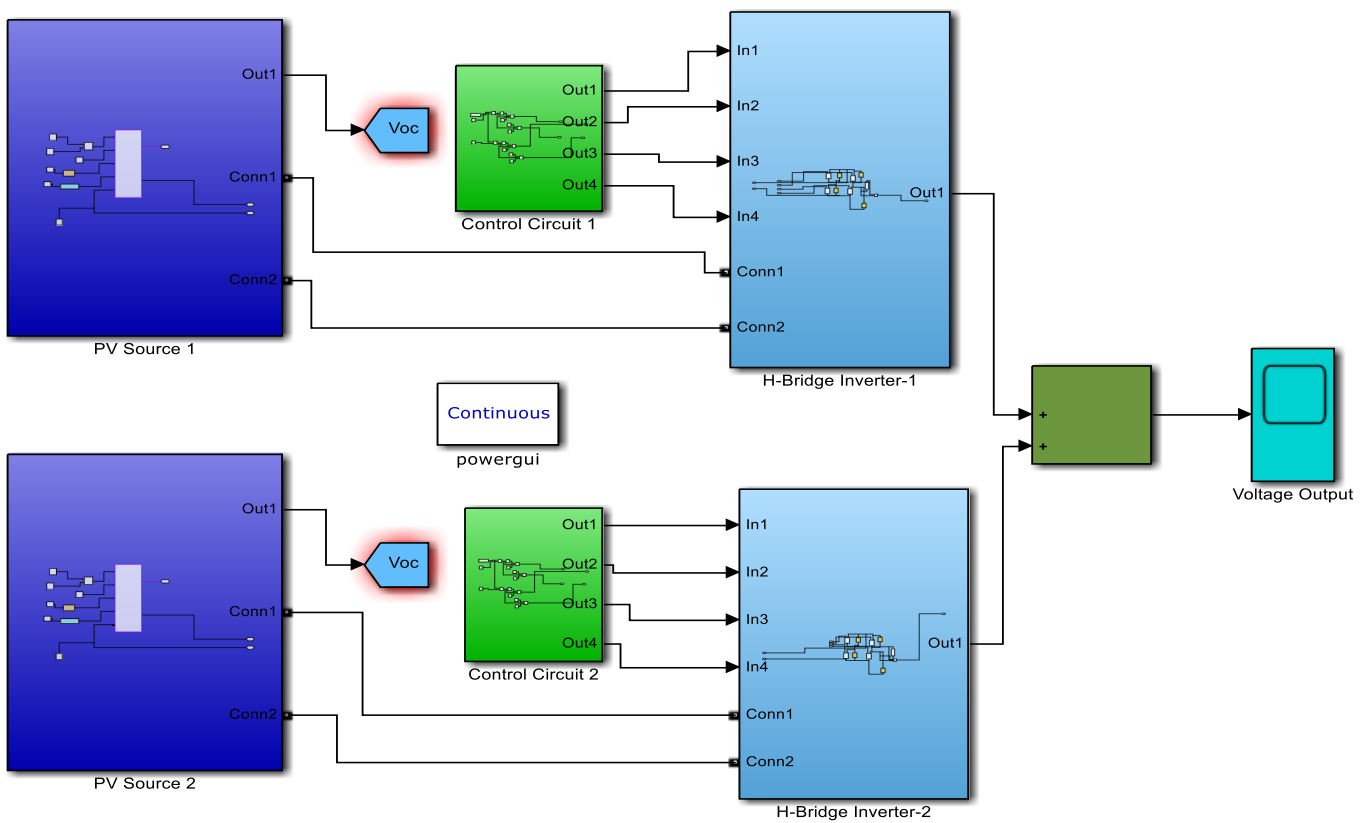 Out1
Conn1
Conn2
PV Source 1
Voc
Out1
Out2
Out3
Out4
Control Circuit 1
In1
In2
In3
In4
Conn1
Conn2
Out1
H-Bridge Inverter-1
Continuous
powergui
+
+
Voltage Output
Out1
Conn1
Conn2
PV Source 2
Voc
Out1
Out2
Out3
Out4
Control Circuit 2
In1
In2
In3
In4
Conn1
Conn2
Out1
H-Bridge Inverter-2